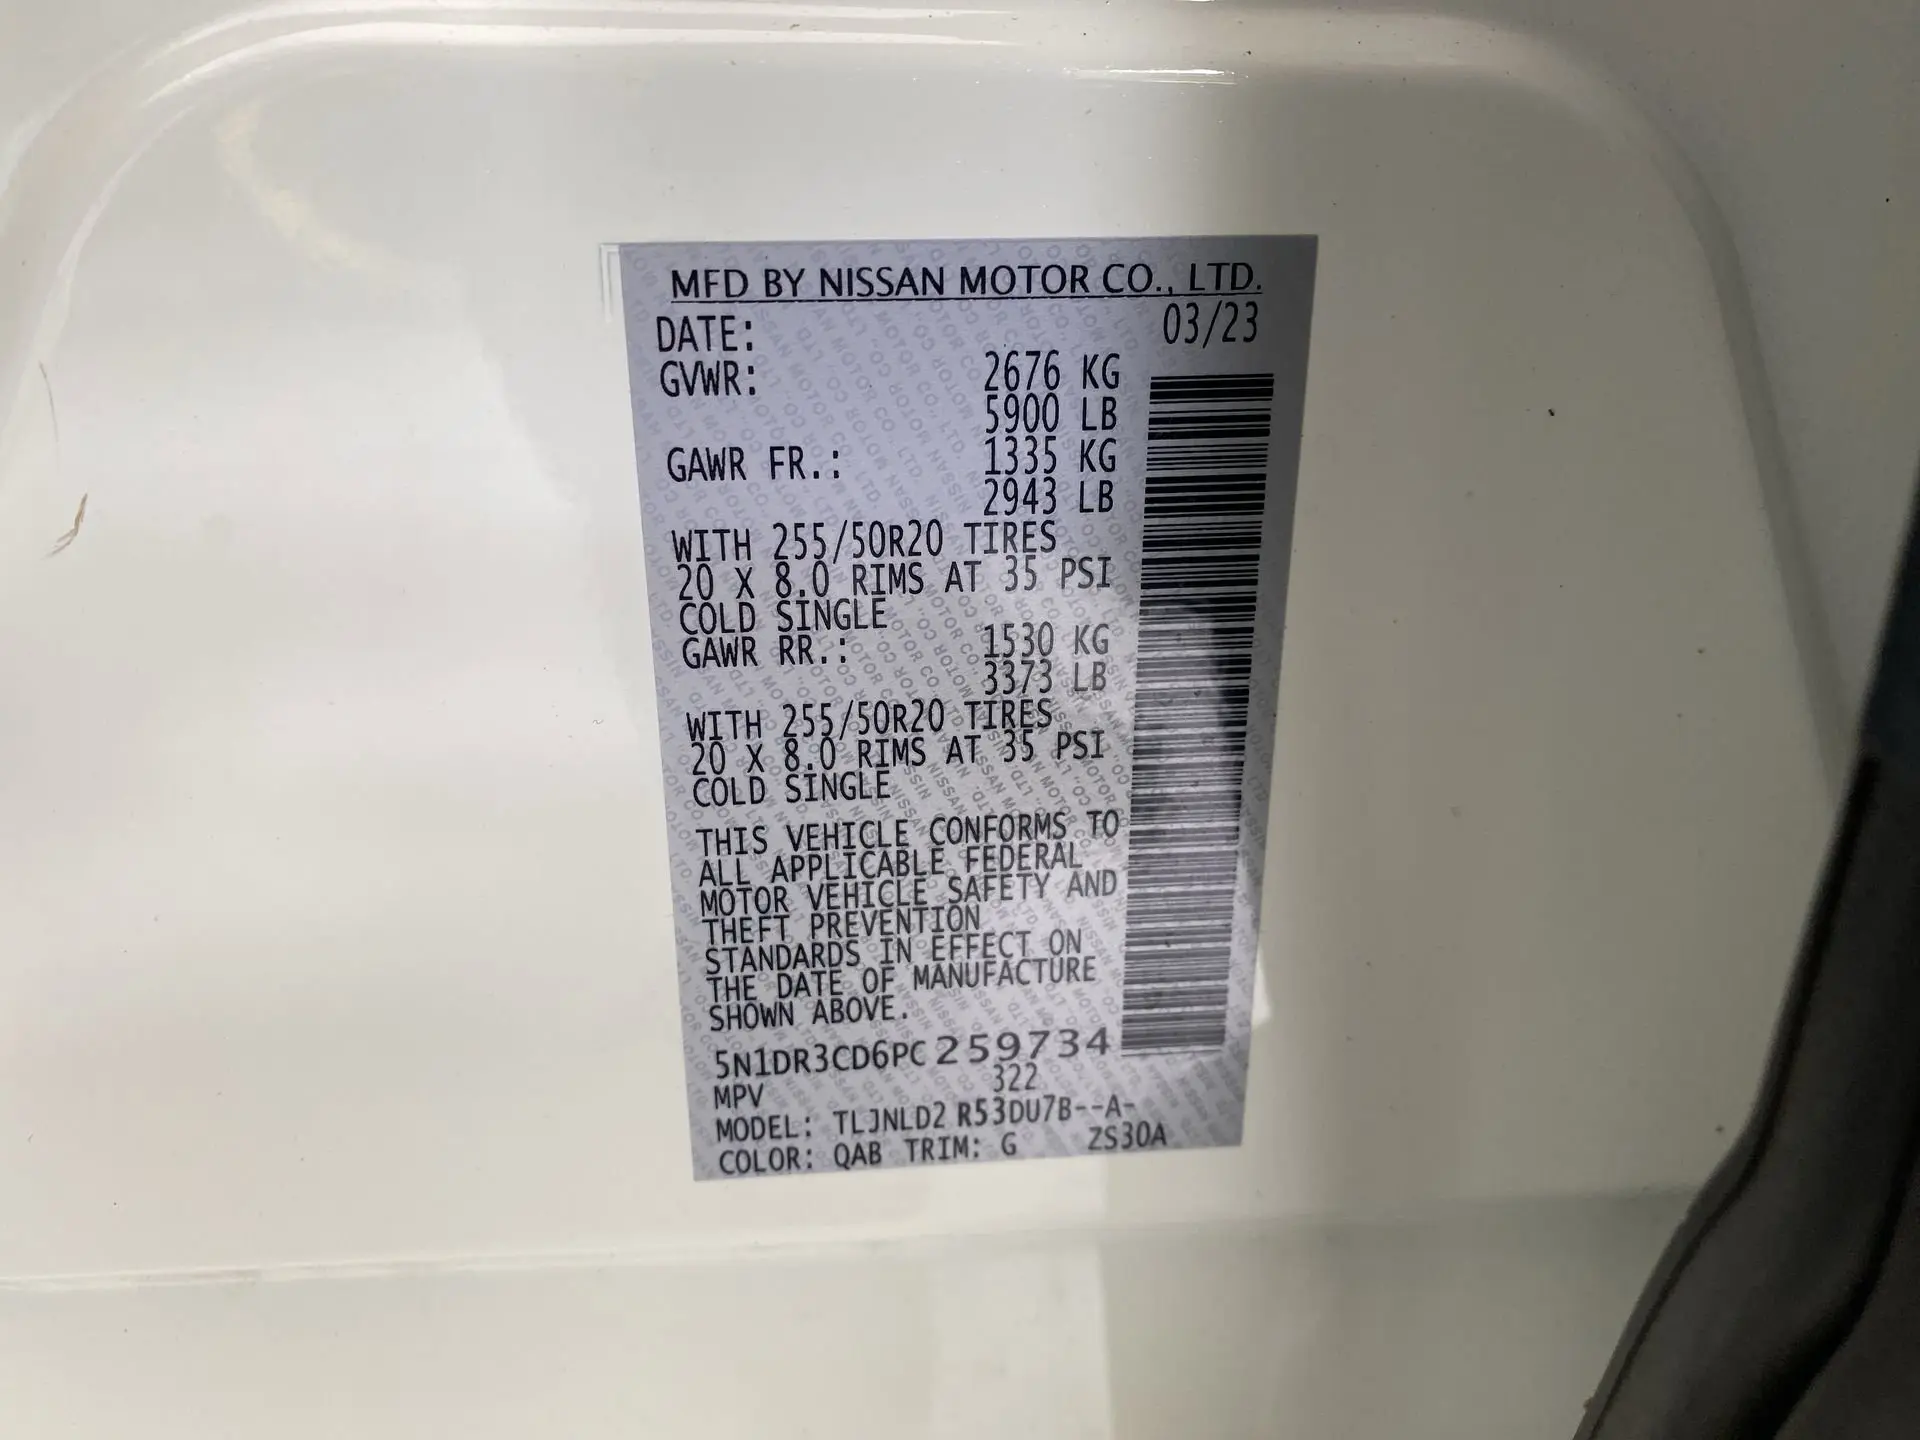 MFD BY NISSAN MOTOR CO., LTD.
DATE: 03/23
GVWR: 2676 KG
5900 LB
GAWR FR.: 1335 KG
2943 LB
WITH 255/50R20 TIRES
20 X 8.0 RIMS AT 35 PSI
COLD SINGLE
GAWR RR.: 1530 KG
3373 LB
WITH 255/50R20 TIRES
20 X 8.0 RIMS AT 35 PSI
COLD SINGLE
THIS VEHICLE CONFORMS TO
ALL APPLICABLE FEDERAL
MOTOR VEHICLE SAFETY AND
THEFT PREVENTION
STANDARDS IN EFFECT ON
THE DATE OF MANUFACTURE
SHOWN ABOVE.
5N1DR3CD6PC259734
MPV 322
MODEL: TLJNLD2 R53DU7B--A-
COLOR: QAB TRIM: G ZS30A